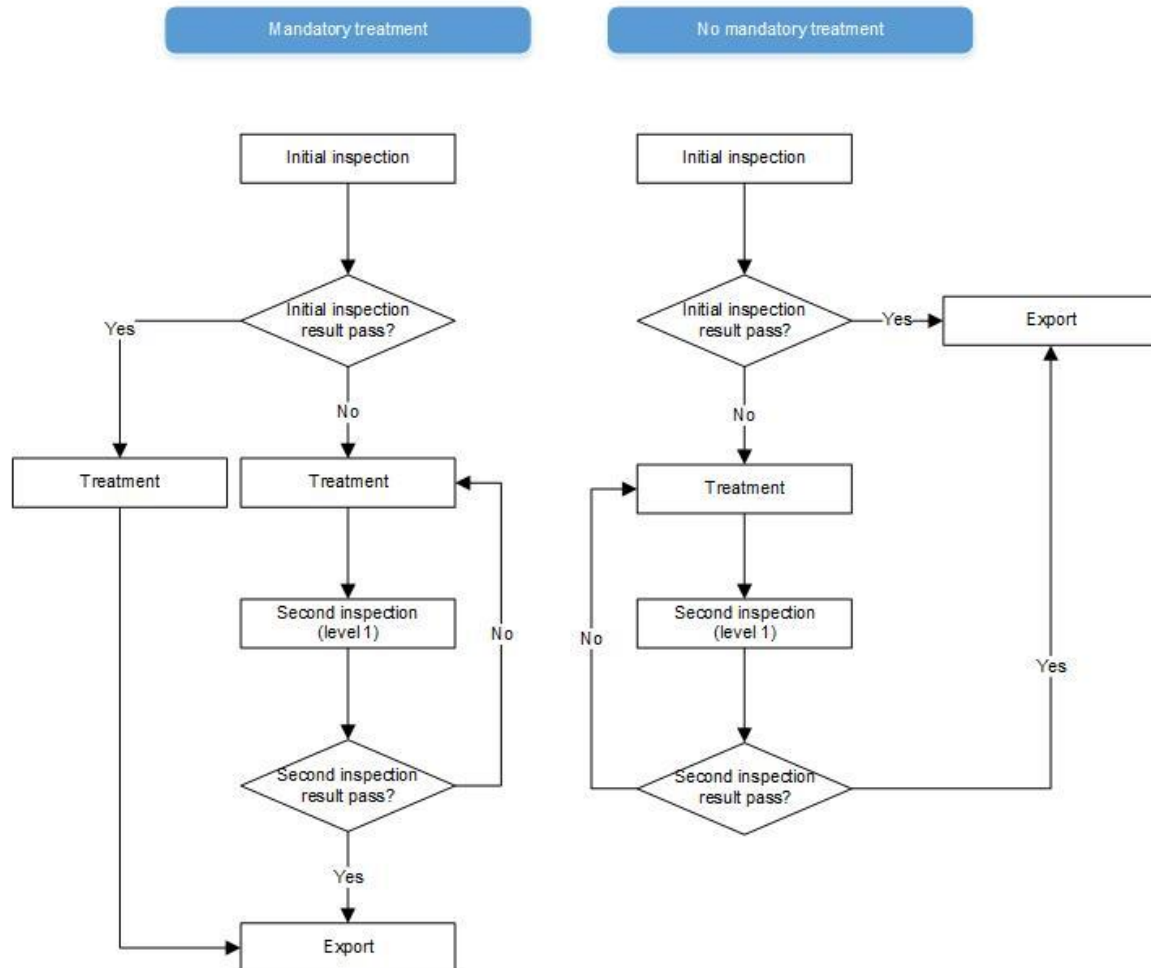 Mandatory treatment
No mandatory treatment
Initial inspection
Initial inspection
result pass?
Yes
No
Treatment
Treatment
Second inspection
(level 1)
No
Second inspection
result pass?
Yes
Export
Initial inspection
Initial inspection
result pass?
Yes
Export
No
Treatment
Second inspection
(level 1)
No
Yes
Second inspection
result pass?